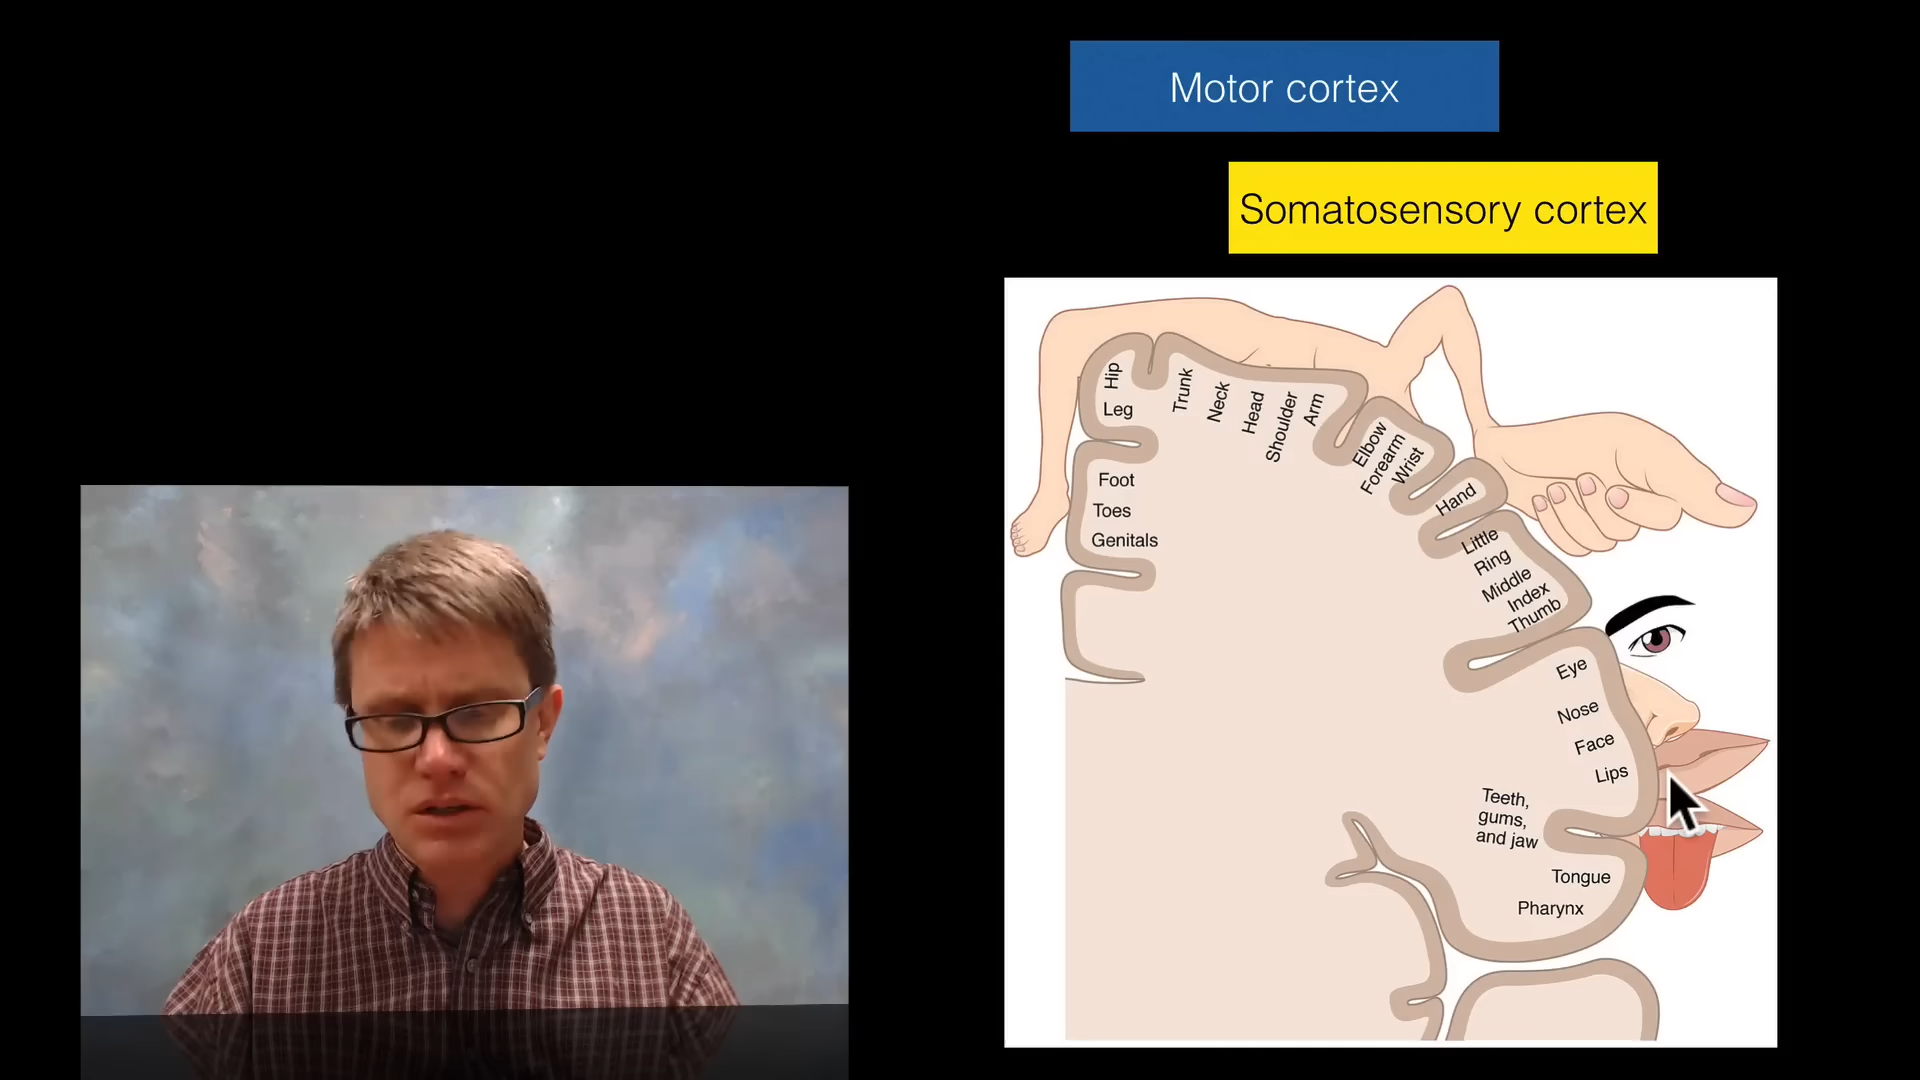 Motor cortex
Somatosensory cortex
Hip
Leg
Trunk
Neck
Head
Shoulder
Arm
Elbow
Forearm
Wrist
Hand
Foot
Toes
Genitals
Little
Ring
Middle
Index
Thumb
Eye
Nose
Face
Lips
Teeth,
gums,
and jaw
Tongue
Pharynx